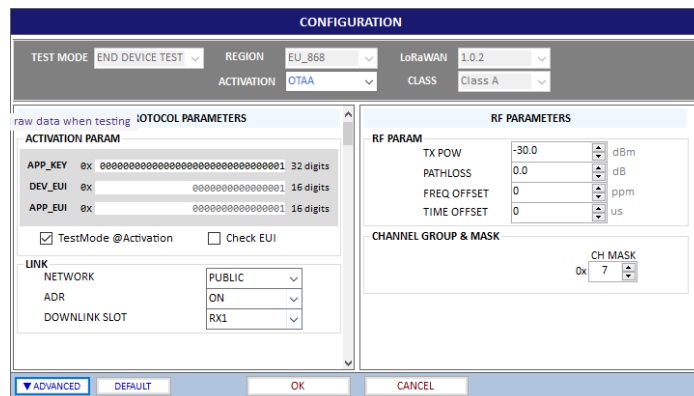 CONFIGURATION
TEST MODE END DEVICE TEST REGION EU_868 LoRaWAN 1.0.2
ACTIVATION OTAA CLASS Class A
raw data when testing OTOCOL PARAMETERS
ACTIVATION PARAM
APP_KEY 0x 00000000000000000000000000000001 32 digits
DEV_EUI 0x 0000000000000001 16 digits
APP_EUI 0x 0000000000000001 16 digits
TestMode @Activation Check EUI
LINK
NETWORK PUBLIC
ADR ON
DOWNLINK SLOT RX1
RF PARAMETERS
RF PARAM
TX POW -30.0 dBm
PATHLOSS 0.0 dB
FREQ OFFSET 0 ppm
TIME OFFSET 0 us
CHANNEL GROUP & MASK
CH MASK
0x 7
▼ ADVANCED DEFAULT OK CANCEL